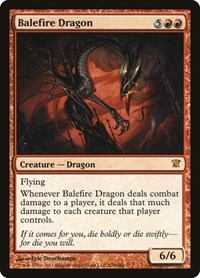 Balefire Dragon 5
Creature — Dragon
Flying
Whenever Balefire Dragon deals combat
damage to a player, it deals that much
damage to each creature that player
controls.
If it comes for you, die boldly or die swiftly—
for die you will.
Eric Deschamps
6/6